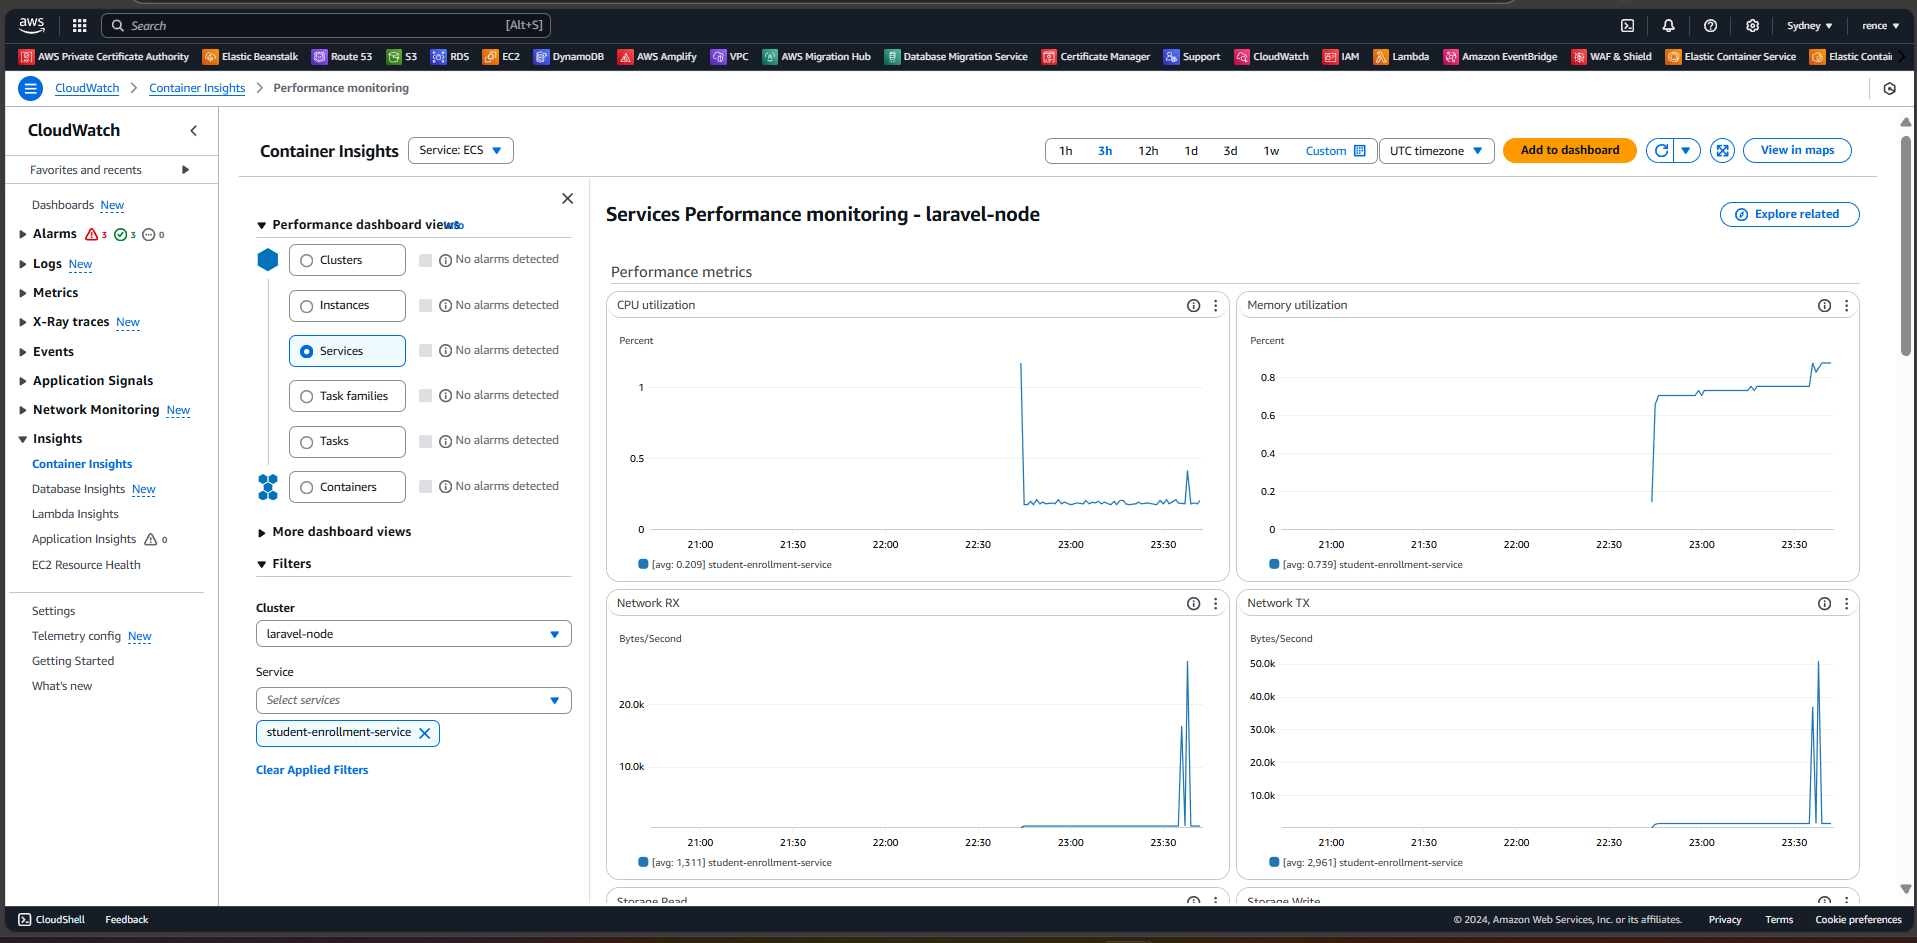 aws
Search [Alt+S]
Sydney rence
AWS Private Certificate Authority Elastic Beanstalk Route 53 S3 RDS EC2 DynamoDB AWS Amplify VPC AWS Migration Hub Database Migration Service Certificate Manager Support CloudWatch IAM Lambda Amazon EventBridge WAF & Shield Elastic Container Service Elastic Contai
CloudWatch Container Insights Performance monitoring
CloudWatch
Favorites and recents
Dashboards New
Alarms 3 3 0
Logs New
Metrics
X-Ray traces New
Events
Application Signals
Network Monitoring New
Insights
Container Insights
Database Insights New
Lambda Insights
Application Insights 0
EC2 Resource Health
Settings
Telemetry config New
Getting Started
What's new
Container Insights Service: ECS
1h 3h 12h 1d 3d 1w Custom UTC timezone Add to dashboard View in maps
Performance dashboard views
Clusters No alarms detected
Instances No alarms detected
Services No alarms detected
Task families No alarms detected
Tasks No alarms detected
Containers No alarms detected
More dashboard views
Filters
Cluster
laravel-node
Service
Select services
student-enrollment-service
Clear Applied Filters
Services Performance monitoring - laravel-node
Explore related
Performance metrics
CPU utilization
Percent
1
0.5
0
21:00 21:30 22:00 22:30 23:00 23:30
[avg: 0.209] student-enrollment-service
Memory utilization
Percent
0.8
0.6
0.4
0.2
0
21:00 21:30 22:00 22:30 23:00 23:30
[avg: 0.739] student-enrollment-service
Network RX
Bytes/Second
20.0k
10.0k
21:00 21:30 22:00 22:30 23:00 23:30
[avg: 1,311] student-enrollment-service
Network TX
Bytes/Second
50.0k
40.0k
30.0k
20.0k
10.0k
21:00 21:30 22:00 22:30 23:00 23:30
[avg: 2,961] student-enrollment-service
Storage Read
Storage Write
CloudShell Feedback
© 2024, Amazon Web Services, Inc. or its affiliates. Privacy Terms Cookie preferences